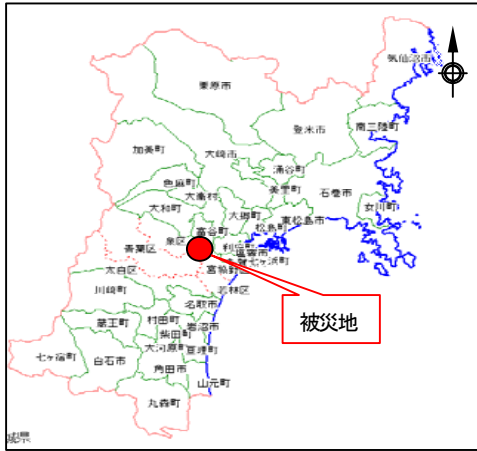 気仙沼市
栗原市
登米市
南三陸町
加美町
大崎市
涌谷町
色麻町
美里町
石巻市
女川町
大衡村
大和町
大郷町
東松島市
松島町
富谷町
泉区
利府町
青葉区
塩竈市
七ヶ浜町
宮城野区
太白区
川崎町
若林区
名取市
蔵王町
村田町
岩沼市
柴田町
被災地
大河原町
亘理町
七ヶ宿町
白石市
角田市
山元町
丸森町
城県